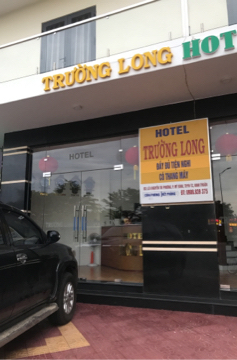 TRƯỜNG LONG HOT
HOTEL
HOTEL
TRƯỜNG LONG
ĐẦY ĐỦ TIỆN NGHI
CÓ THANG MÁY